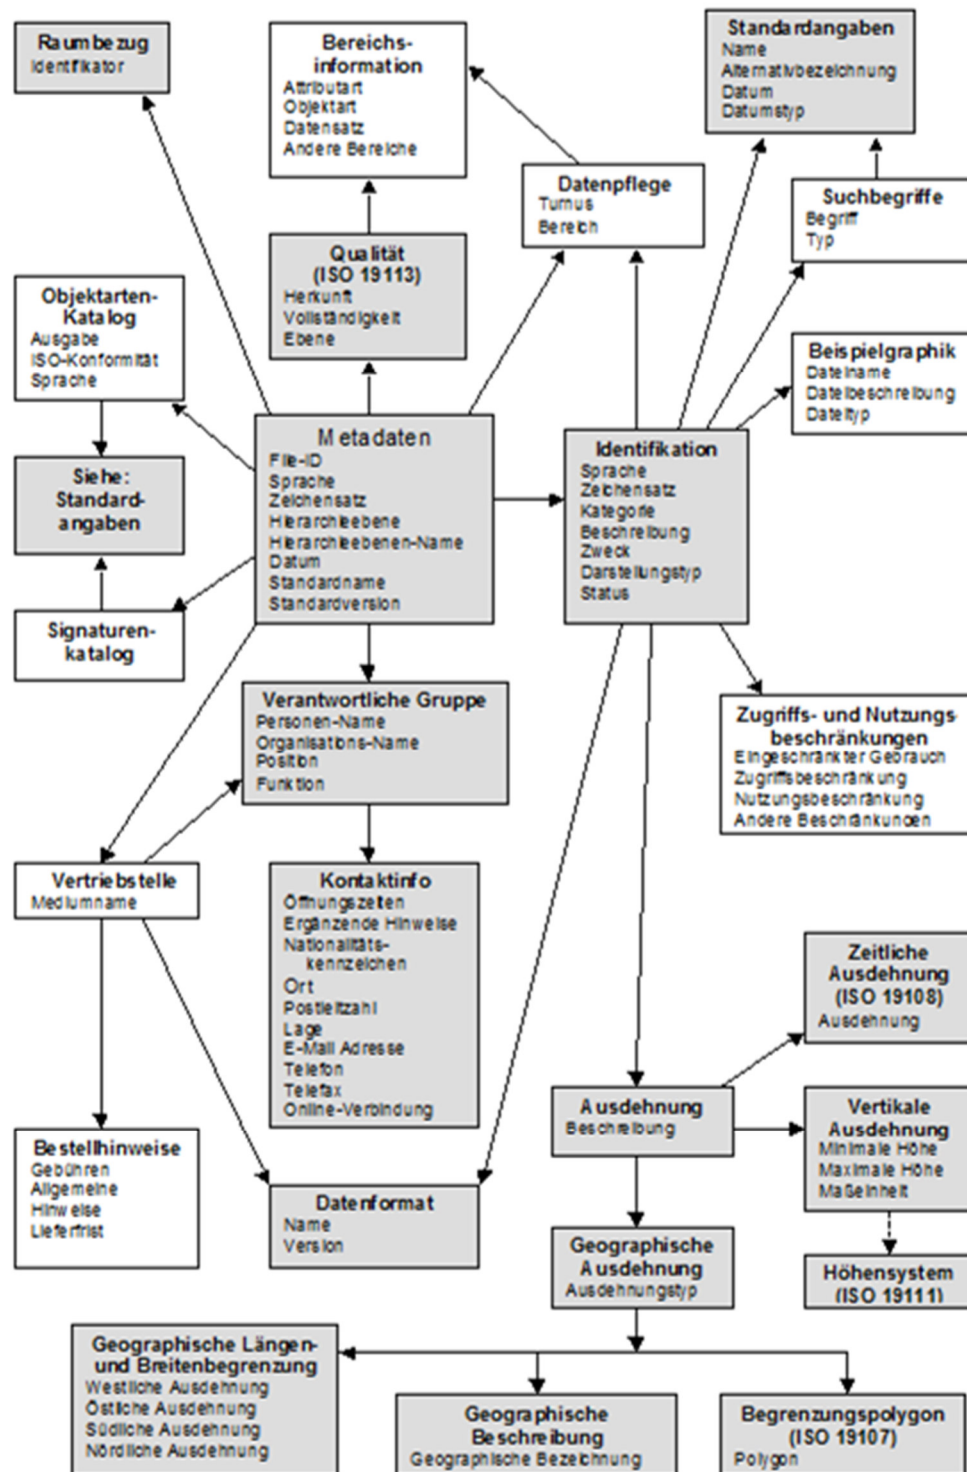 Raumbezug
Identifikator
Bereichs-
information
Attributart
Objektart
Datensatz
Andere Bereiche
Standardangaben
Name
Alternativbezeichnung
Datum
Datumstyp
Datenpflege
Turnus
Bereich
Suchbegriffe
Begriff
Typ
Qualität
(ISO 19113)
Herkunft
Vollständigkeit
Ebene
Objektarten-
Katalog
Ausgabe
ISO-Konformität
Sprache
Beispielgraphik
Dateiname
Dateibeschreibung
Dateityp
Metadaten
File-ID
Sprache
Zeichensatz
Hierarchieebene
Hierarchieebenen-Name
Datum
Standardname
Standardversion
Identifikation
Sprache
Zeichensatz
Kategorie
Beschreibung
Zweck
Darstellungstyp
Status
Siehe:
Standard-
angaben
Signaturen-
katalog
Verantwortliche Gruppe
Personen-Name
Organisations-Name
Position
Funktion
Zugriffs- und Nutzungs
beschränkungen
Eingeschränkter Gebrauch
Zugriffsbeschränkung
Nutzungsbeschränkung
Andere Beschränkungen
Vertriebstelle
Mediumname
Kontaktinfo
Öffnungszeiten
Ergänzende Hinweise
Nationalitäts-
kennzeichen
Ort
Postleitzahl
Lage
E-Mail Adresse
Telefon
Telefax
Online-Verbindung
Zeitliche
Ausdehnung
(ISO 19108)
Ausdehnung
Ausdehnung
Beschreibung
Vertikale
Ausdehnung
Minimale Höhe
Maximale Höhe
Maßeinheit
Bestellhinweise
Gebühren
Allgemeine
Hinweise
Lieferfrist
Datenformat
Name
Version
Geographische
Ausdehnung
Ausdehnungstyp
Höhensystem
(ISO 19111)
Geographische Längen-
und Breitenbegrenzung
Westliche Ausdehnung
Östliche Ausdehnung
Südliche Ausdehnung
Nördliche Ausdehnung
Geographische
Beschreibung
Geographische Bezeichnung
Begrenzungspolygon
(ISO 19107)
Polygon